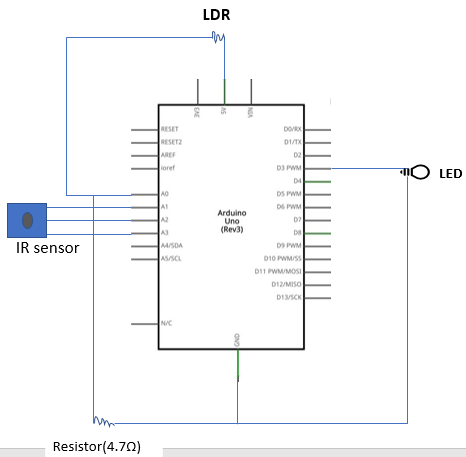 LDR
3V3
5V
VIN
RESET
RESET2
AREF
ioref
A0
A1
A2
A3
A4/SDA
A5/SCL
N/C
D0/RX
D1/TX
D2
D3 PWM
D4
D5 PWM
D6 PWM
D7
D8
D9 PWM
D10 PWM/SS
D11 PWM/MOSI
D12/MISO
D13/SCK
Arduino
Uno
(Rev3)
GND
LED
IR sensor
Resistor(4.7Ω)